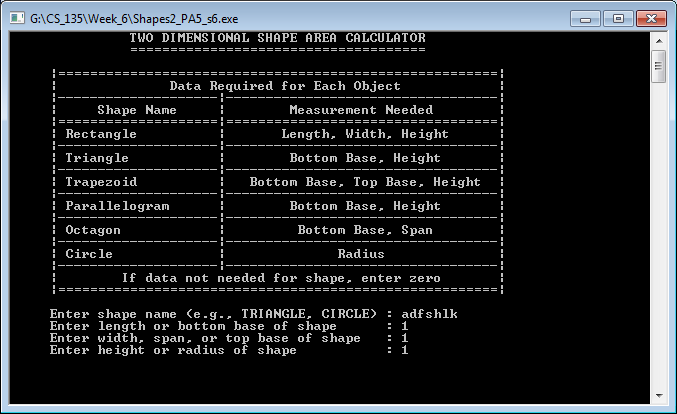 G:\CS_135\Week_6\Shapes2_PA5_s6.exe
TWO DIMENSIONAL SHAPE AREA CALCULATOR
=====================================
Data Required for Each Object
Shape Name Measurement Needed
Rectangle Length, Width, Height
Triangle Bottom Base, Height
Trapezoid Bottom Base, Top Base, Height
Parallelogram Bottom Base, Height
Octagon Bottom Base, Span
Circle Radius
If data not needed for shape, enter zero
Enter shape name (e.g., TRIANGLE, CIRCLE) : adfshlk
Enter length or bottom base of shape : 1
Enter width, span, or top base of shape : 1
Enter height or radius of shape : 1